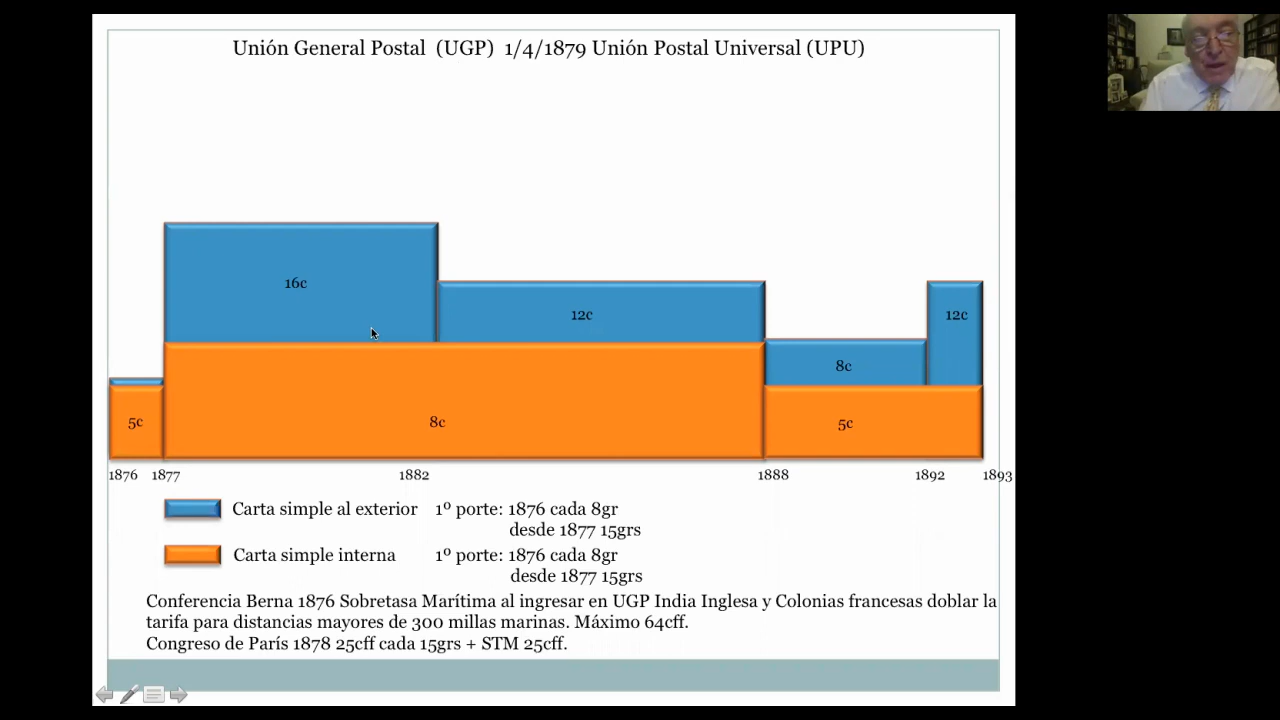 Unión General Postal (UGP) 1/4/1879 Unión Postal Universal (UPU)
16c
12c
12c
8c
5c
8c
5c
1876 1877 1882 1888 1892 1893
Carta simple al exterior 1º porte: 1876 cada 8gr
desde 1877 15grs
Carta simple interna 1º porte: 1876 cada 8gr
desde 1877 15grs
Conferencia Berna 1876 Sobretasa Marítima al ingresar en UGP India Inglesa y Colonias francesas doblar la
tarifa para distancias mayores de 300 millas marinas. Máximo 64cff.
Congreso de París 1878 25cff cada 15grs + STM 25cff.